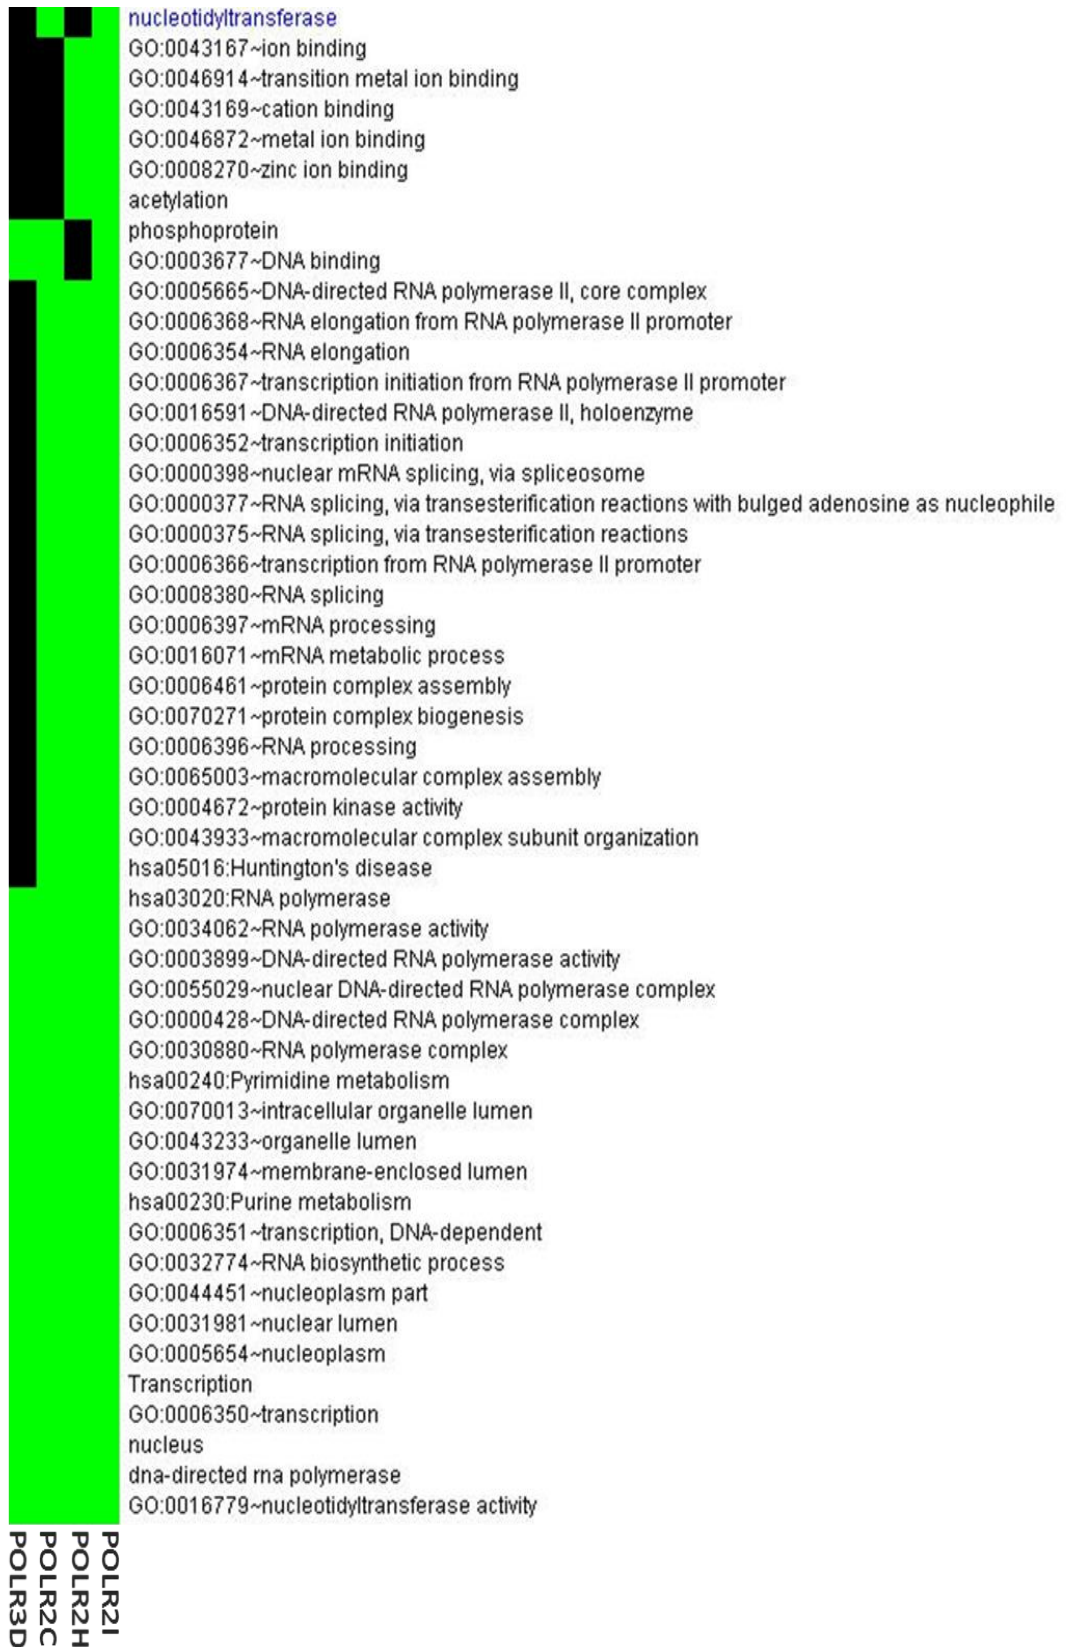 nucleotidyltransferase
GO:0043167~ion binding
GO:0046914~transition metal ion binding
GO:0043169~cation binding
GO:0046872~metal ion binding
GO:0008270~zinc ion binding
acetylation
phosphoprotein
GO:0003677~DNA binding
GO:0005665~DNA-directed RNA polymerase II, core complex
GO:0006368~RNA elongation from RNA polymerase II promoter
GO:0006354~RNA elongation
GO:0006367~transcription initiation from RNA polymerase II promoter
GO:0016591~DNA-directed RNA polymerase II, holoenzyme
GO:0006352~transcription initiation
GO:0000398~nuclear mRNA splicing, via spliceosome
GO:0000377~RNA splicing, via transesterification reactions with bulged adenosine as nucleophile
GO:0000375~RNA splicing, via transesterification reactions
GO:0006366~transcription from RNA polymerase II promoter
GO:0008380~RNA splicing
GO:0006397~mRNA processing
GO:0016071~mRNA metabolic process
GO:0006461~protein complex assembly
GO:0070271~protein complex biogenesis
GO:0006396~RNA processing
GO:0065003~macromolecular complex assembly
GO:0004672~protein kinase activity
GO:0043933~macromolecular complex subunit organization
hsa05016:Huntington's disease
hsa03020:RNA polymerase
GO:0034062~RNA polymerase activity
GO:0003899~DNA-directed RNA polymerase activity
GO:0055029~nuclear DNA-directed RNA polymerase complex
GO:0000428~DNA-directed RNA polymerase complex
GO:0030880~RNA polymerase complex
hsa00240:Pyrimidine metabolism
GO:0070013~intracellular organelle lumen
GO:0043233~organelle lumen
GO:0031974~membrane-enclosed lumen
hsa00230:Purine metabolism
GO:0006351~transcription, DNA-dependent
GO:0032774~RNA biosynthetic process
GO:0044451~nucleoplasm part
GO:0031981~nuclear lumen
GO:0005654~nucleoplasm
Transcription
GO:0006350~transcription
nucleus
dna-directed rna polymerase
GO:0016779~nucleotidyltransferase activity
POLR3D
POLR2C
POLR2H
POLR2I